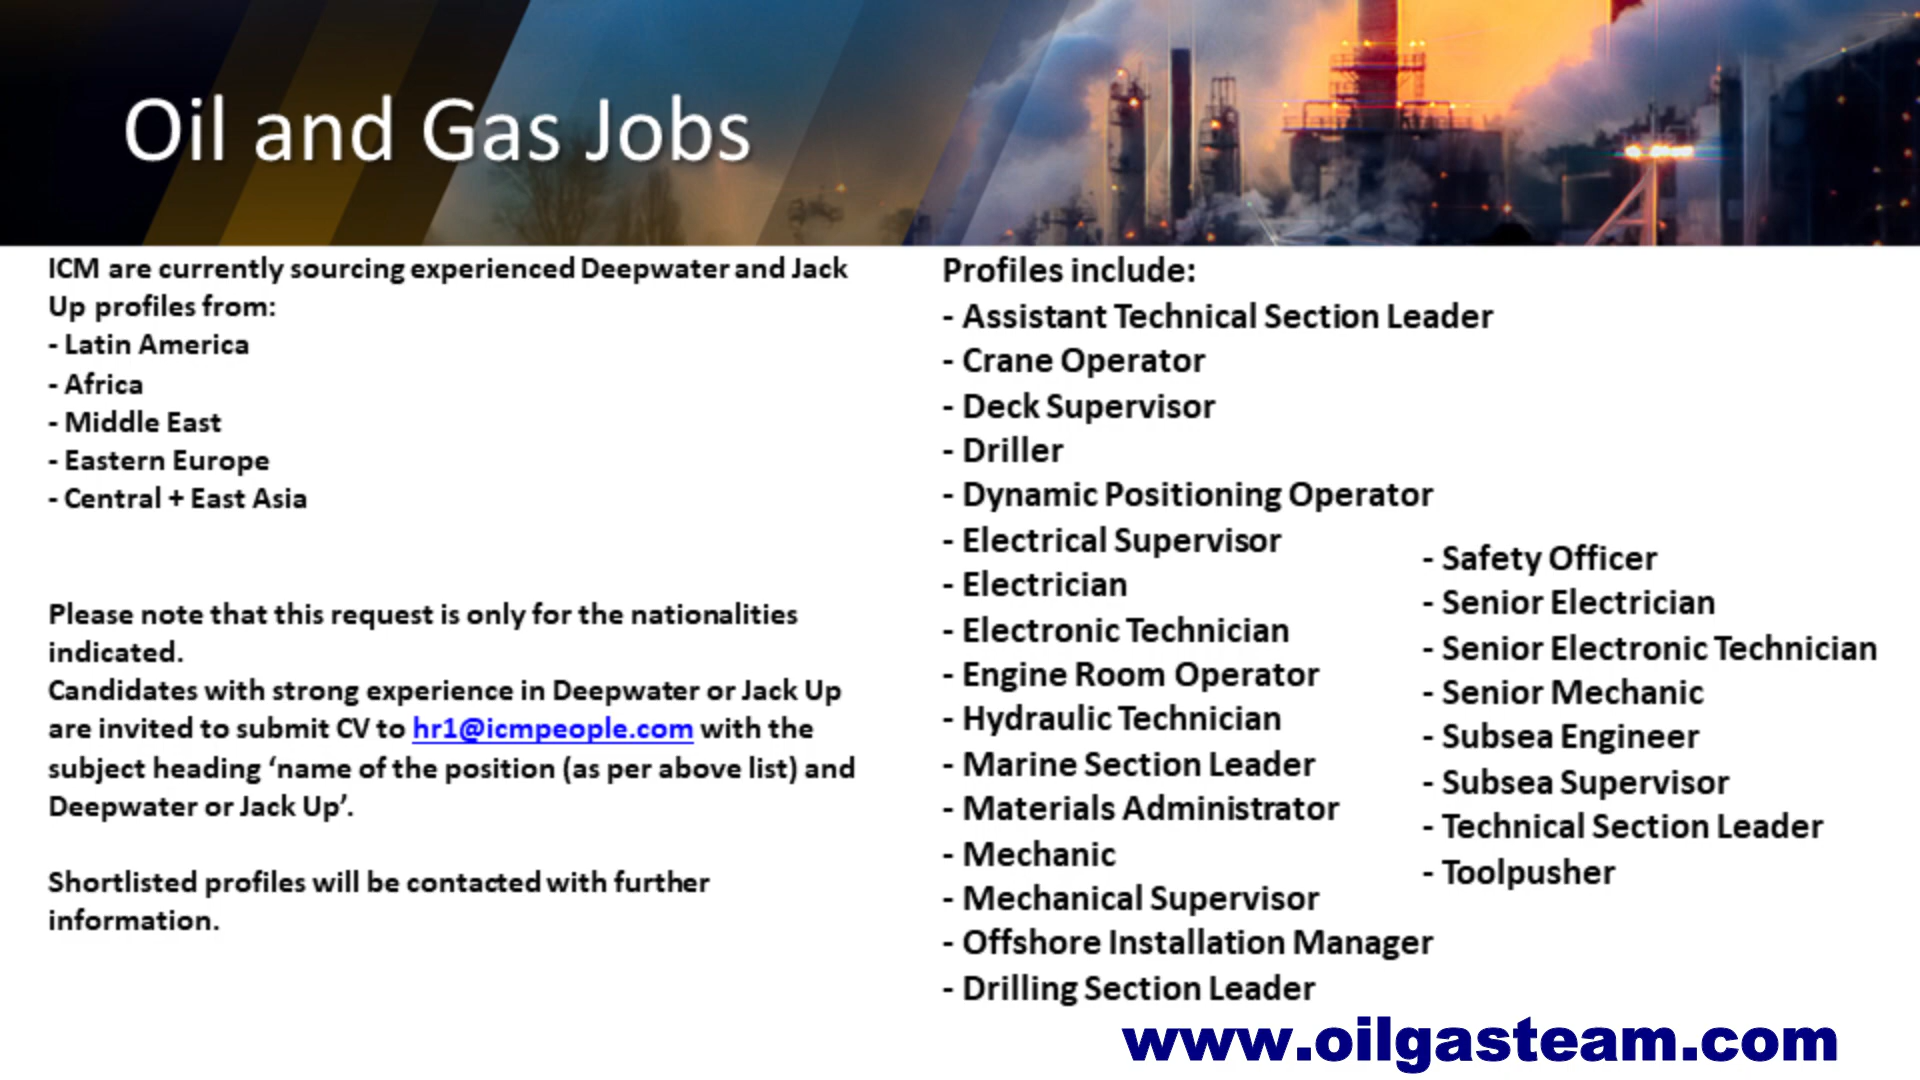 Oil and Gas Jobs
ICM are currently sourcing experienced Deepwater and Jack
Up profiles from:
- Latin America
- Africa
- Middle East
- Eastern Europe
- Central + East Asia
Please note that this request is only for the nationalities
indicated.
Candidates with strong experience in Deepwater or Jack Up
are invited to submit CV to hr1@icmpeople.com with the
subject heading ‘name of the position (as per above list) and
Deepwater or Jack Up’.
Shortlisted profiles will be contacted with further
information.
Profiles include:
- Assistant Technical Section Leader
- Crane Operator
- Deck Supervisor
- Driller
- Dynamic Positioning Operator
- Electrical Supervisor
- Electrician
- Electronic Technician
- Engine Room Operator
- Hydraulic Technician
- Marine Section Leader
- Materials Administrator
- Mechanic
- Mechanical Supervisor
- Offshore Installation Manager
- Drilling Section Leader
- Safety Officer
- Senior Electrician
- Senior Electronic Technician
- Senior Mechanic
- Subsea Engineer
- Subsea Supervisor
- Technical Section Leader
- Toolpusher
www.oilgasteam.com